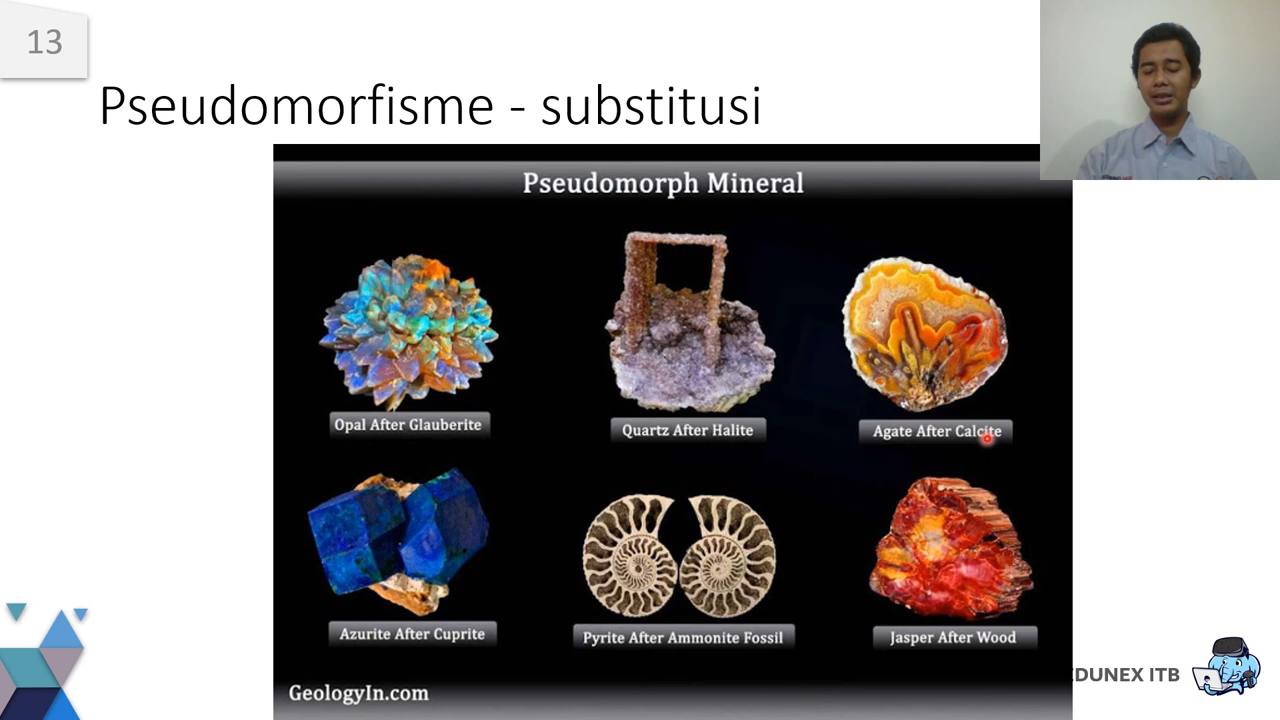 13
Pseudomorfisme - substitusi
Pseudomorph Mineral
Opal After Glauberite
Quartz After Halite
Agate After Calcite
Azurite After Cuprite
Pyrite After Ammonite Fossil
Jasper After Wood
GeologyIn.com
EDUNEX ITB